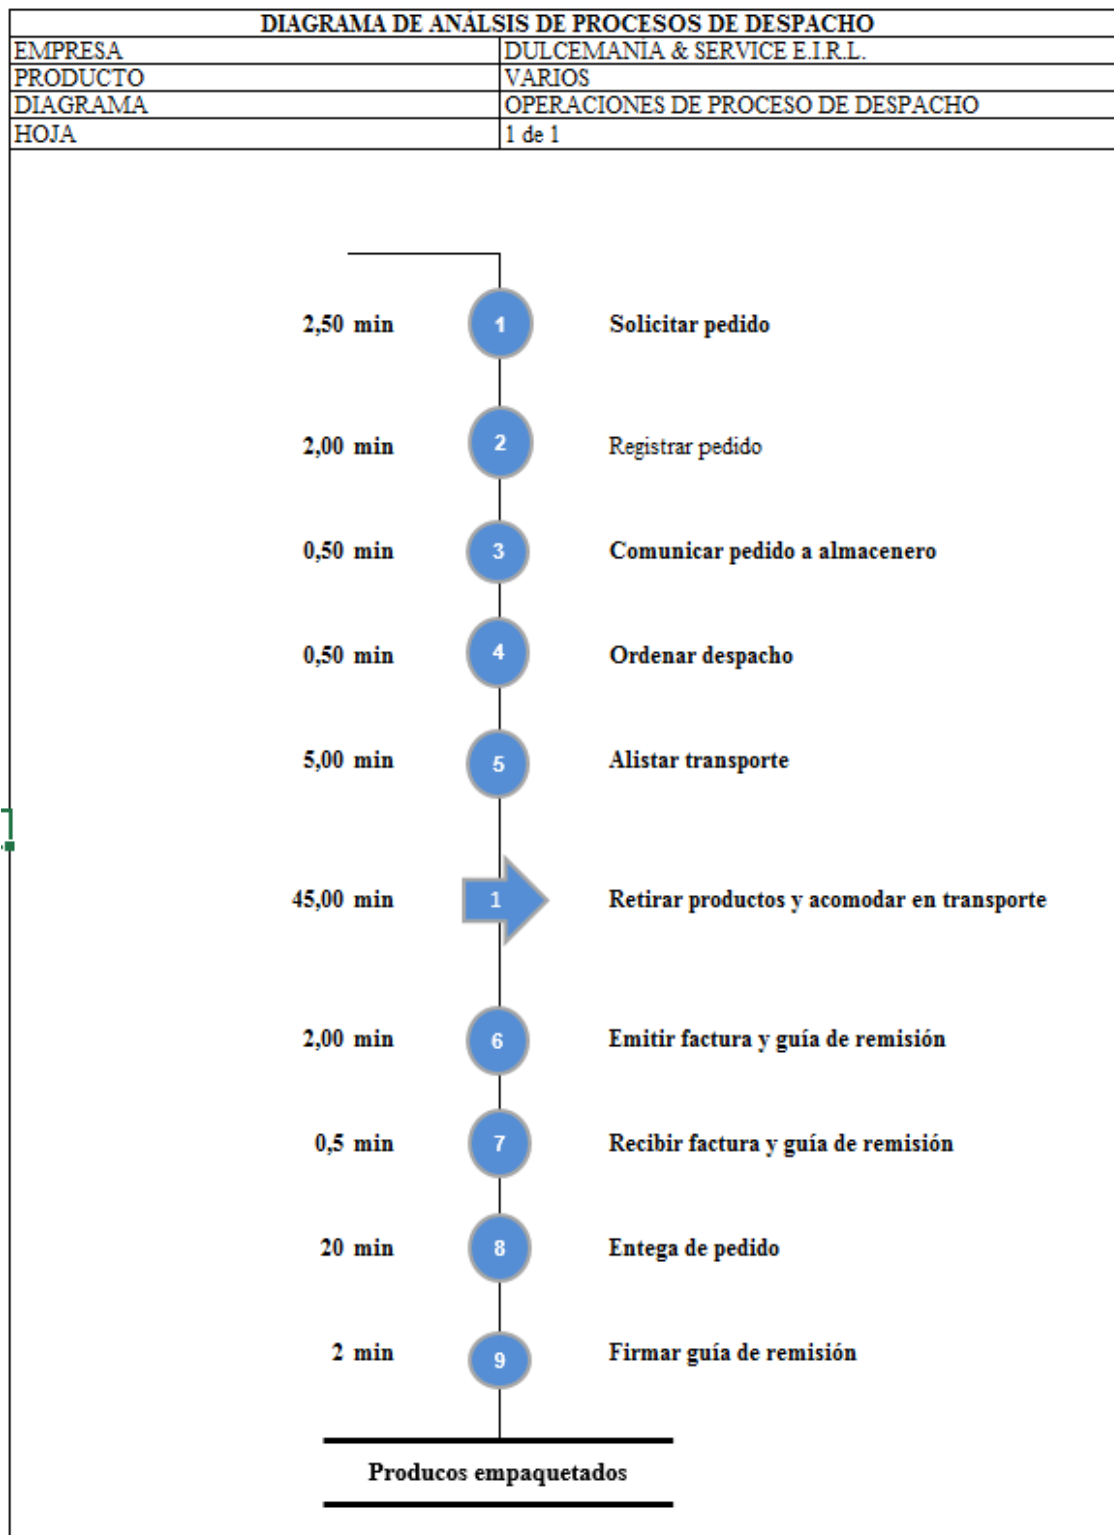 DIAGRAMA DE ANÁLSIS DE PROCESOS DE DESPACHO
EMPRESA DULCEMANÍA & SERVICE E.I.R.L.
PRODUCTO VARIOS
DIAGRAMA OPERACIONES DE PROCESO DE DESPACHO
HOJA 1 de 1
2,50 min 1 Solicitar pedido
2,00 min 2 Registrar pedido
0,50 min 3 Comunicar pedido a almacenero
0,50 min 4 Ordenar despacho
5,00 min 5 Alistar transporte
45,00 min 1 Retirar productos y acomodar en transporte
2,00 min 6 Emitir factura y guía de remisión
0,5 min 7 Recibir factura y guía de remisión
20 min 8 Entega de pedido
2 min 9 Firmar guía de remisión
Producos empaquetados